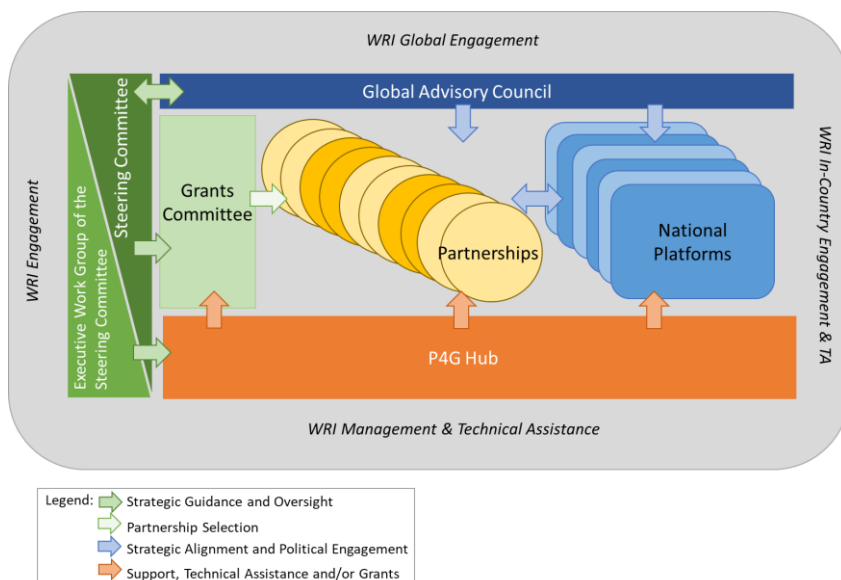 WRI Global Engagement
WRI Engagement
Executive Work Group of the
Steering Committee
Steering Committee
Global Advisory Council
Grants
Committee
Partnerships
National
Platforms
P4G Hub
WRI In-Country Engagement & TA
WRI Management & Technical Assistance
Legend:
Strategic Guidance and Oversight
Partnership Selection
Strategic Alignment and Political Engagement
Support, Technical Assistance and/or Grants